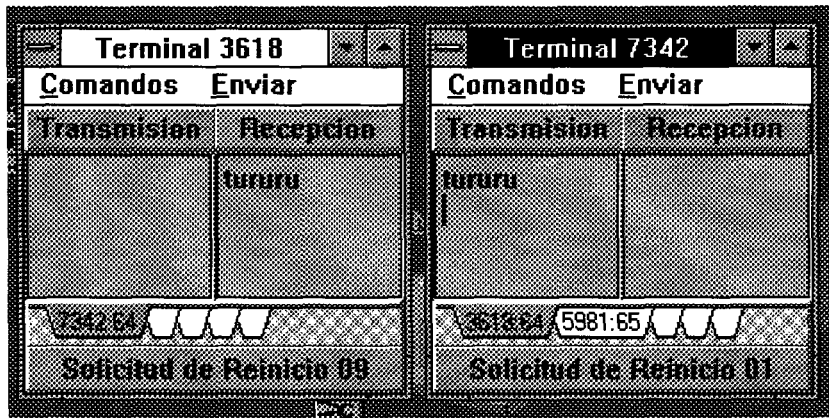 Terminal 3618
Comandos Enviar
Transmision Recepcion
tururu
7342:64
Solicitud de Reinicio 09
Terminal 7342
Comandos Enviar
Transmision Recepcion
tururu
3618:64 5981:65
Solicitud de Reinicio 01